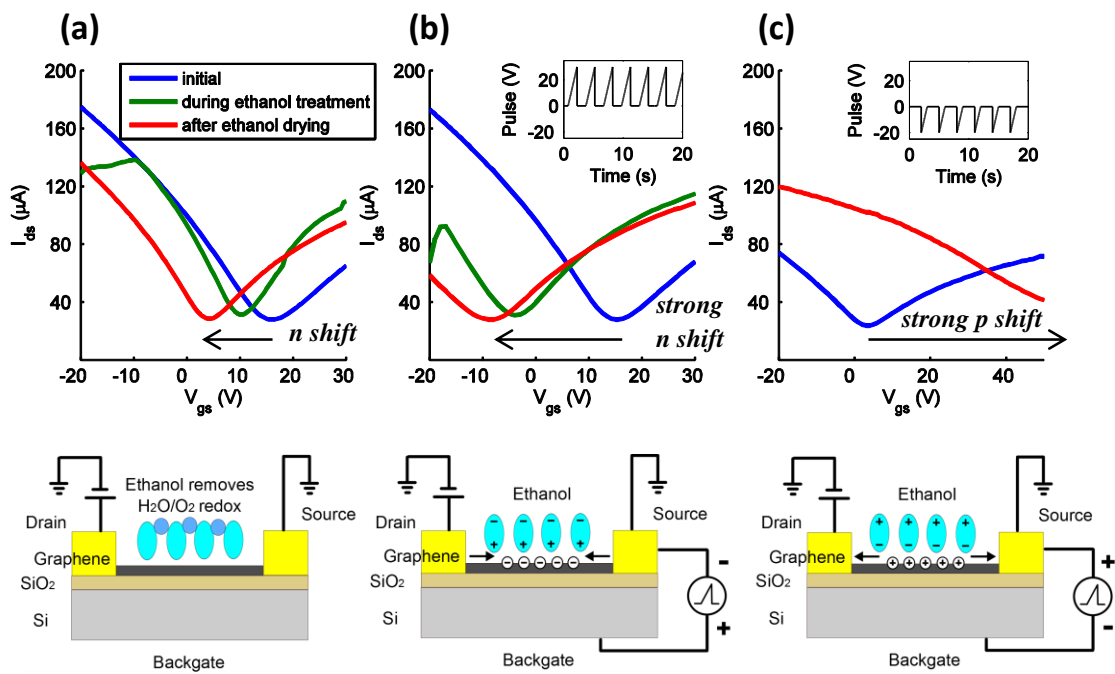 (a)
(b)
(c)
200
160
120
80
40
I_ds (μA)
initial
during ethanol treatment
after ethanol drying
n shift
-20 -10 0 10 20 30
V_gs (V)
200
160
120
80
40
I_ds (μA)
Pulse (V)
20
0
-20
0 10 20
Time (s)
strong
n shift
-20 -10 0 10 20 30
V_gs (V)
200
160
120
80
40
I_ds (μA)
Pulse (V)
20
0
-20
0 10 20
Time (s)
strong p shift
-20 0 20 40
V_gs (V)
Ethanol removes
H2O/O2 redox
Drain
Source
Graphene
SiO2
Si
Backgate
Ethanol
Drain
Source
- - - -
+ + + +
Graphene
- - - - -
SiO2
Si
-
+
Backgate
Ethanol
Drain
Source
+ + + +
- - - -
Graphene
+ + + + +
SiO2
Si
+
-
Backgate